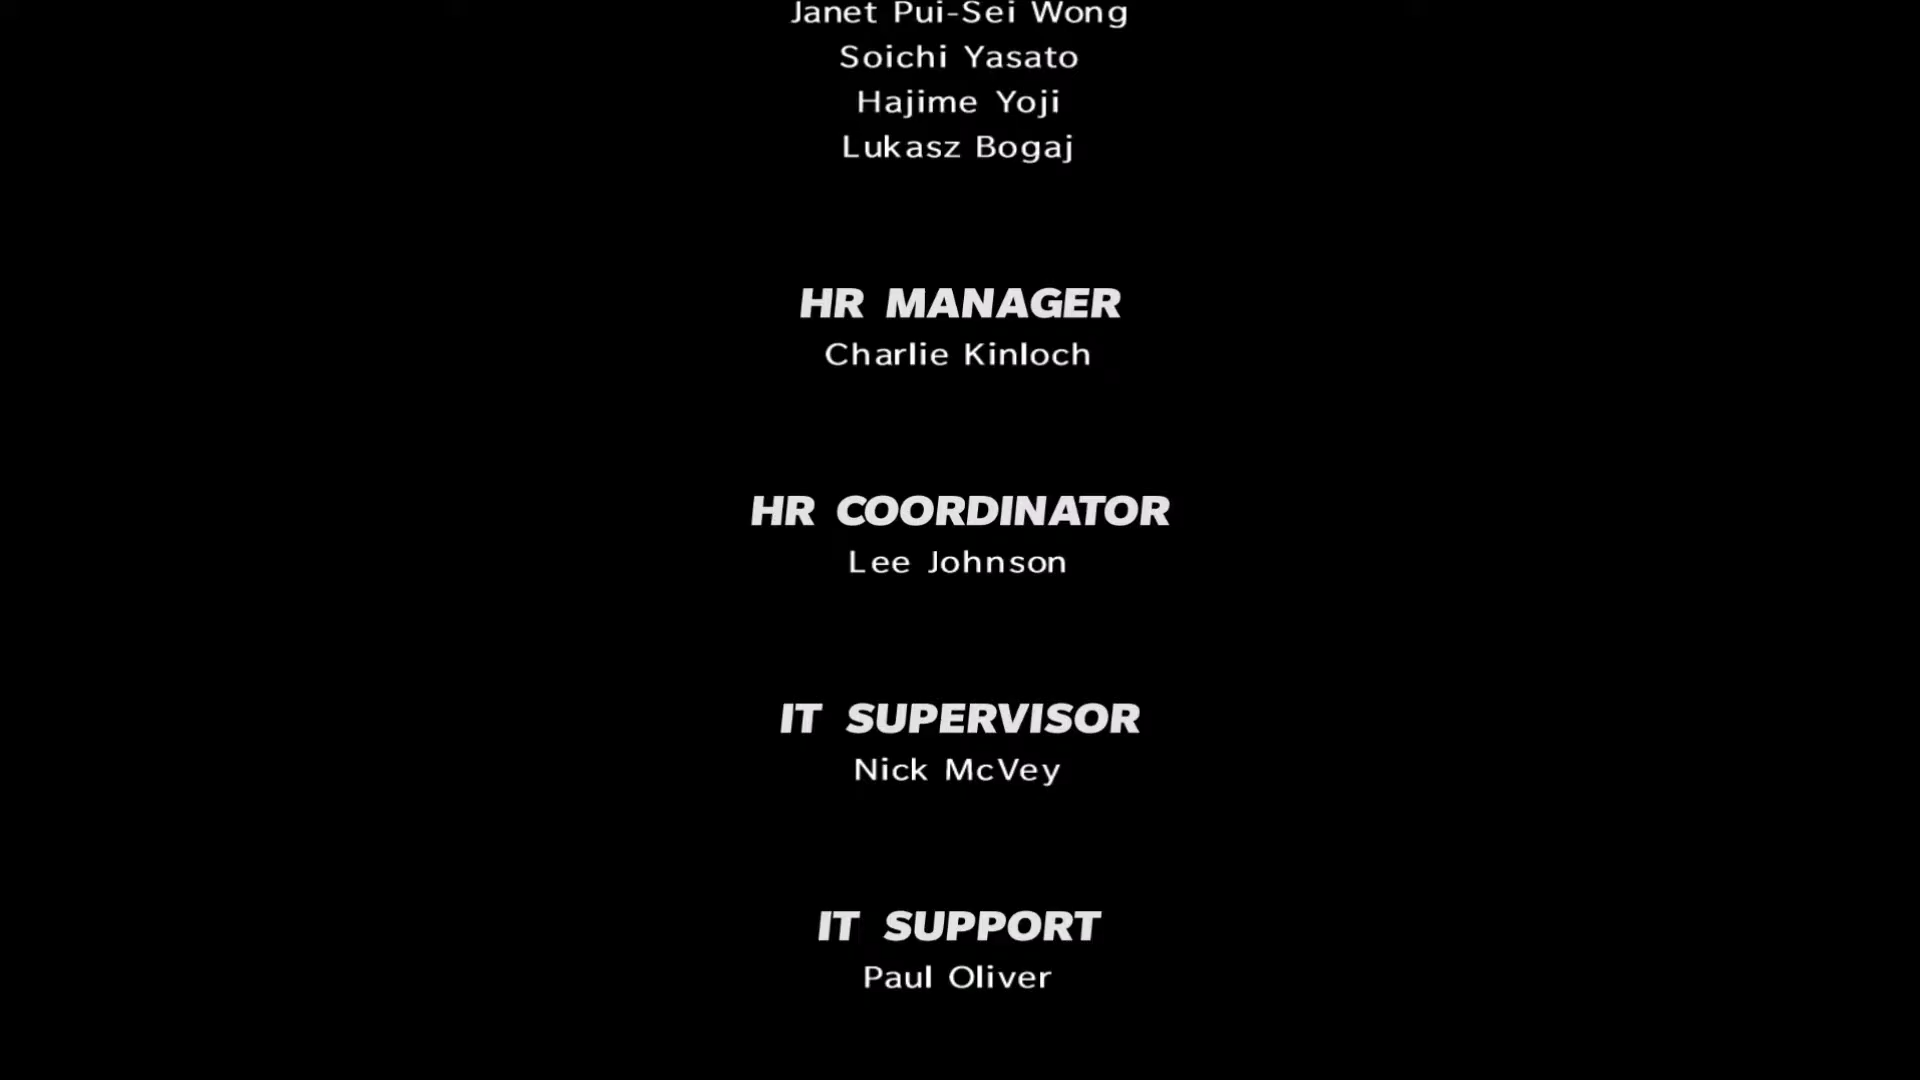 Janet Pui-Sei Wong
Soichi Yasato
Hajime Yoji
Lukasz Bogaj
HR MANAGER
Charlie Kinloch
HR COORDINATOR
Lee Johnson
IT SUPERVISOR
Nick McVey
IT SUPPORT
Paul Oliver